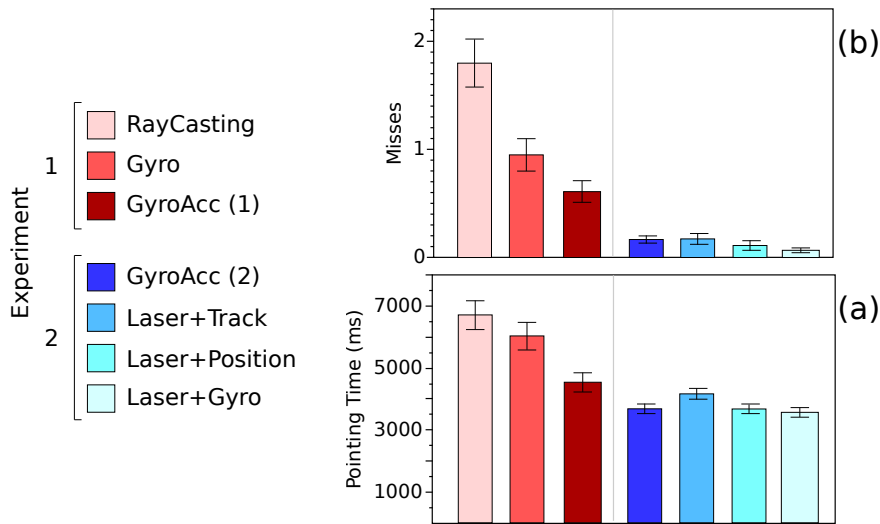 Experiment
1
RayCasting
Gyro
GyroAcc (1)
2
GyroAcc (2)
Laser+Track
Laser+Position
Laser+Gyro
(b)
Misses
2
1
0
(a)
Pointing Time (ms)
7000
5000
3000
1000